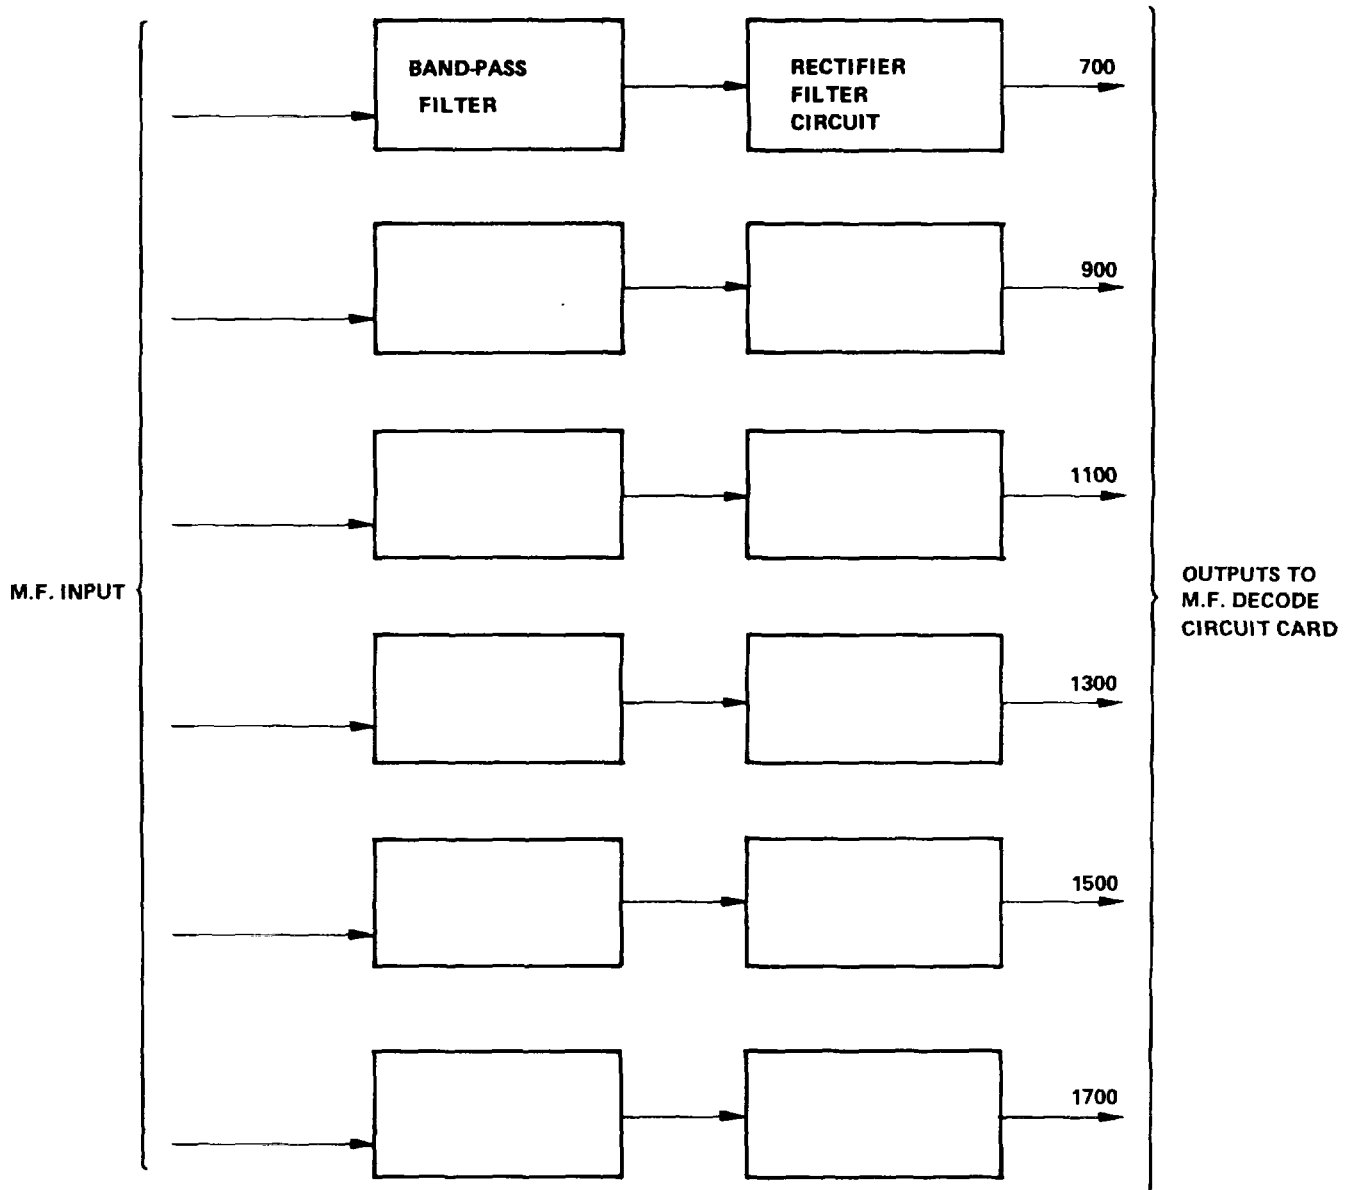 BAND-PASS
FILTER
RECTIFIER
FILTER
CIRCUIT
700
900
1100
M.F. INPUT
OUTPUTS TO
M.F. DECODE
CIRCUIT CARD
1300
1500
1700